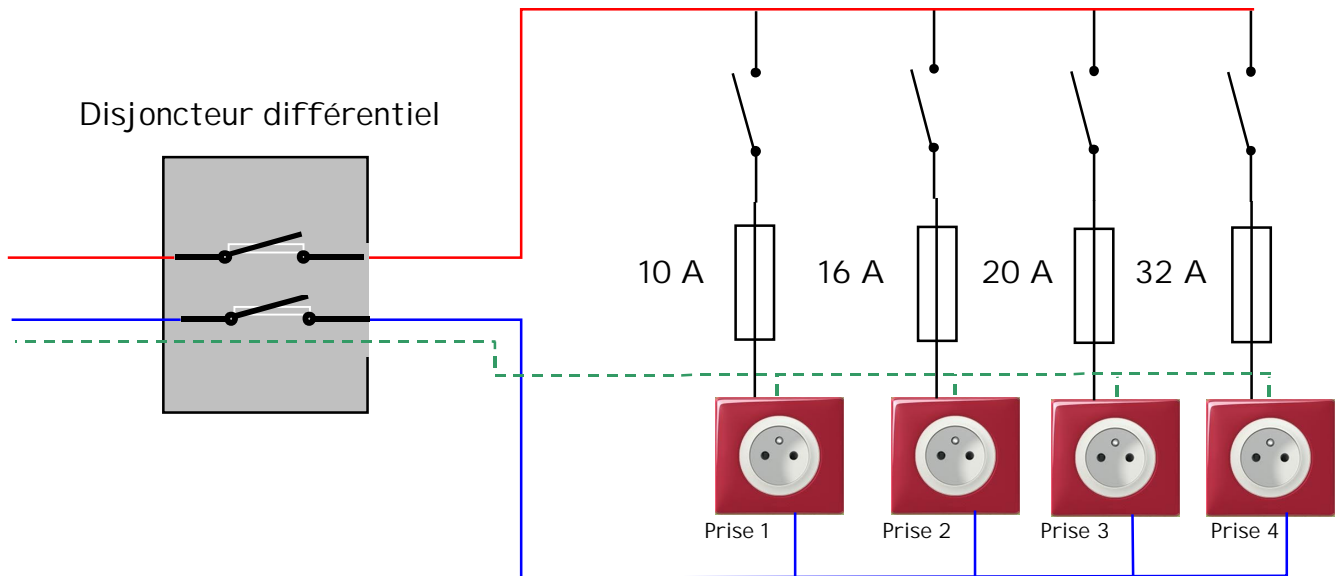 Disjoncteur différentiel
10 A 16 A 20 A 32 A
Prise 1 Prise 2 Prise 3 Prise 4